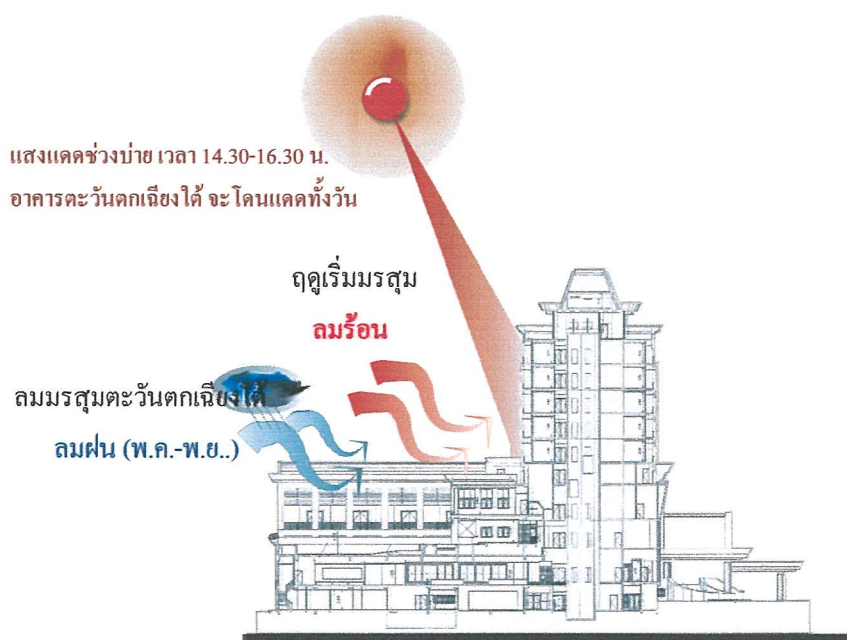 แสงแดดช่วงบ่าย เวลา 14.30-16.30 น.
อาคารตะวันตกเฉียงใต้ จะโดนแดดทั้งวัน
ฤดูเริ่มมรสุม
ลมร้อน
ลมมรสุมตะวันตกเฉียงใต้
ลมฝน (พ.ค.-พ.ย..)